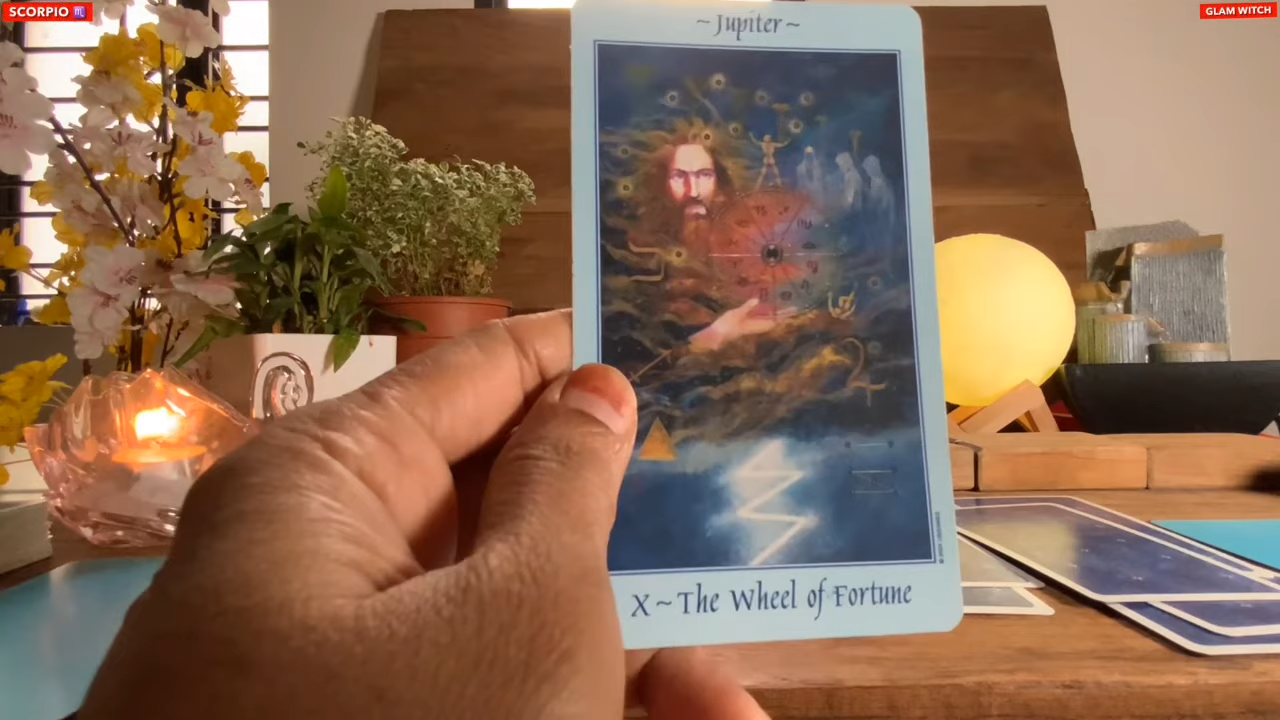 SCORPIO ♏
GLAM WITCH
~Jupiter~
X~The Wheel of Fortune